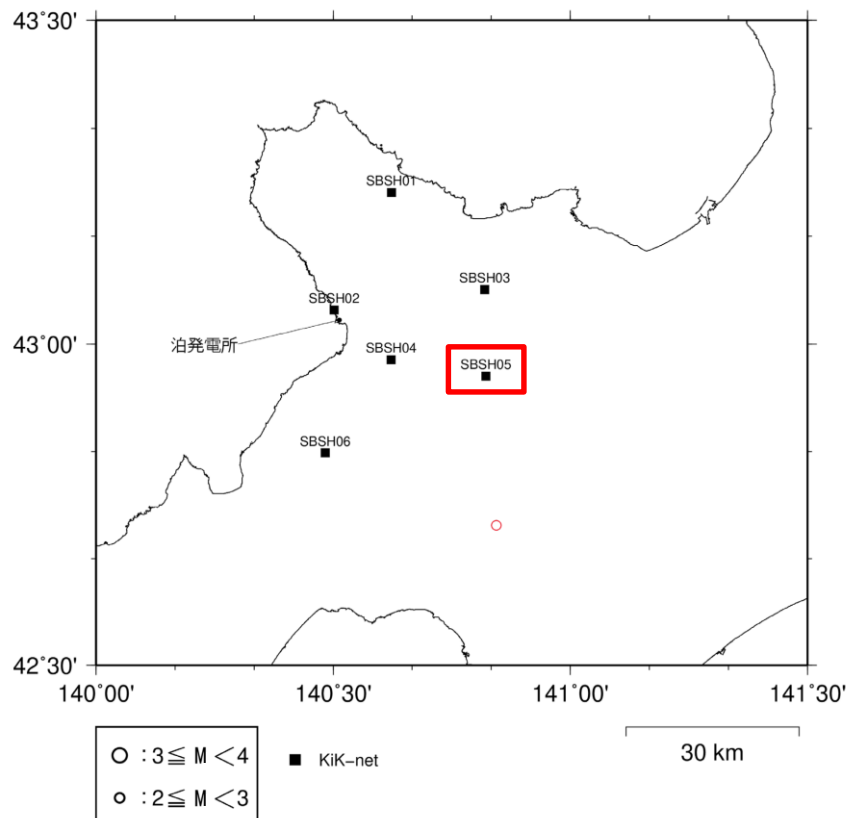 43°30'
SBSH01
SBSH03
SBSH02
43°00'
泊発電所
SBSH04
SBSH05
SBSH06
42°30'
140°00'
140°30'
141°00'
141°30'
○ : 3≦ M <4
■ KiK-net
30 km
○ : 2≦ M <3